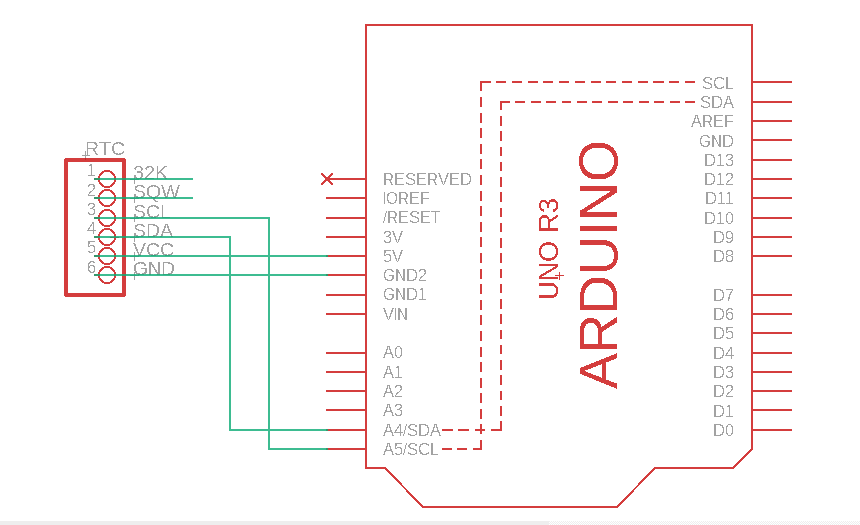 RTC
1 32K
2 SQW
3 SCL
4 SDA
5 VCC
6 GND
RESERVED
IOREF
/RESET
3V
5V
GND2
GND1
VIN
A0
A1
A2
A3
A4/SDA
A5/SCL
UNO R3
ARDUINO
SCL
SDA
AREF
GND
D13
D12
D11
D10
D9
D8
D7
D6
D5
D4
D3
D2
D1
D0